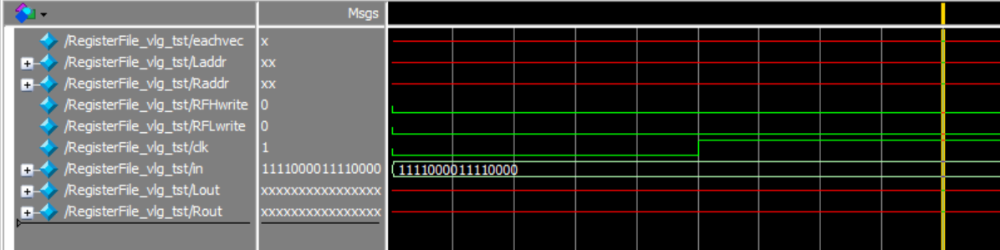 Msgs
/RegisterFile_vlg_tst/eachvec x
/RegisterFile_vlg_tst/Laddr xx
/RegisterFile_vlg_tst/Raddr xx
/RegisterFile_vlg_tst/RFHwrite 0
/RegisterFile_vlg_tst/RFLwrite 0
/RegisterFile_vlg_tst/clk 1
/RegisterFile_vlg_tst/in 1111000011110000 1111000011110000
/RegisterFile_vlg_tst/Lout xxxxxxxxxxxxxxxx
/RegisterFile_vlg_tst/Rout xxxxxxxxxxxxxxxx